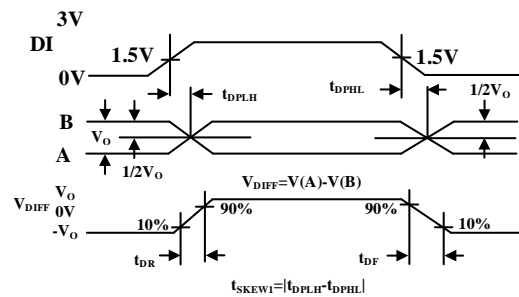 3V
DI
1.5V
1.5V
0V
tDPLH
tDPHL
1/2VO
B
VO
A
1/2VO
VDIFF=V(A)-V(B)
VO
VDIFF 0V
-VO
10%
90%
90%
10%
tDR
tDF
tSKEW1=|tDPLH-tDPHL|